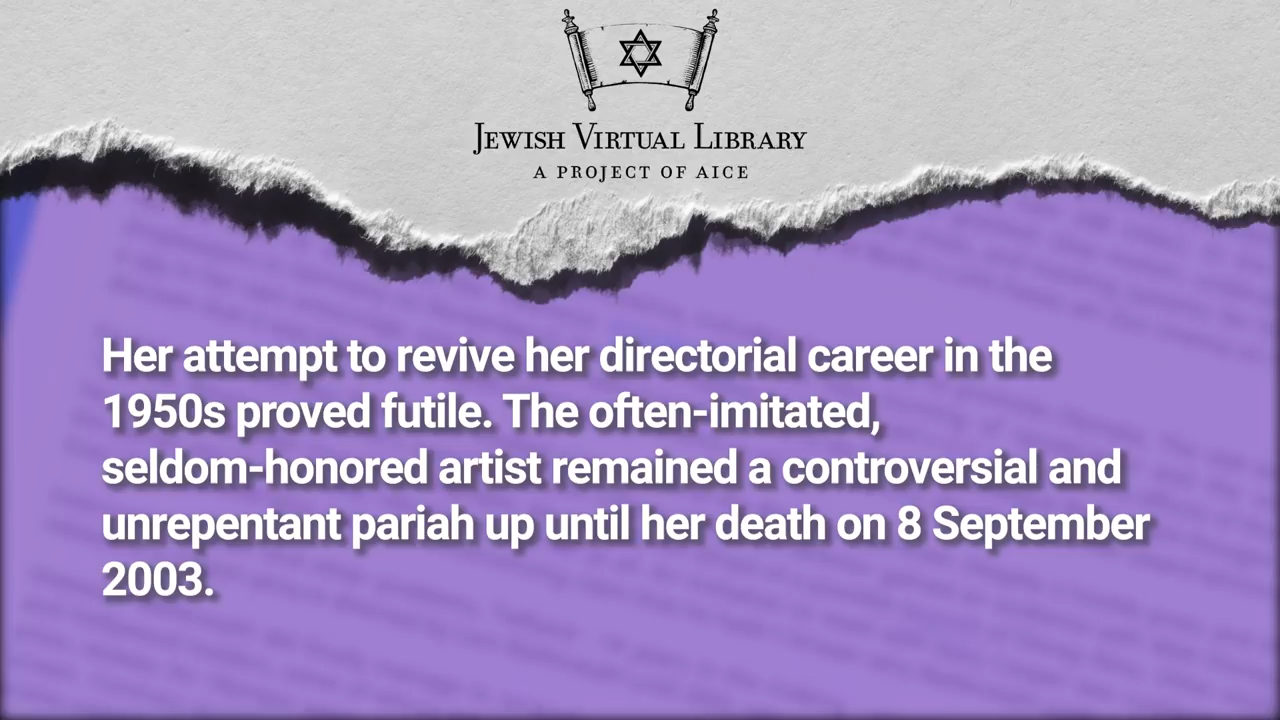 JEWISH VIRTUAL LIBRARY
A PROJECT OF AICE
Her attempt to revive her directorial career in the
1950s proved futile. The often-imitated,
seldom-honored artist remained a controversial and
unrepentant pariah up until her death on 8 September
2003.